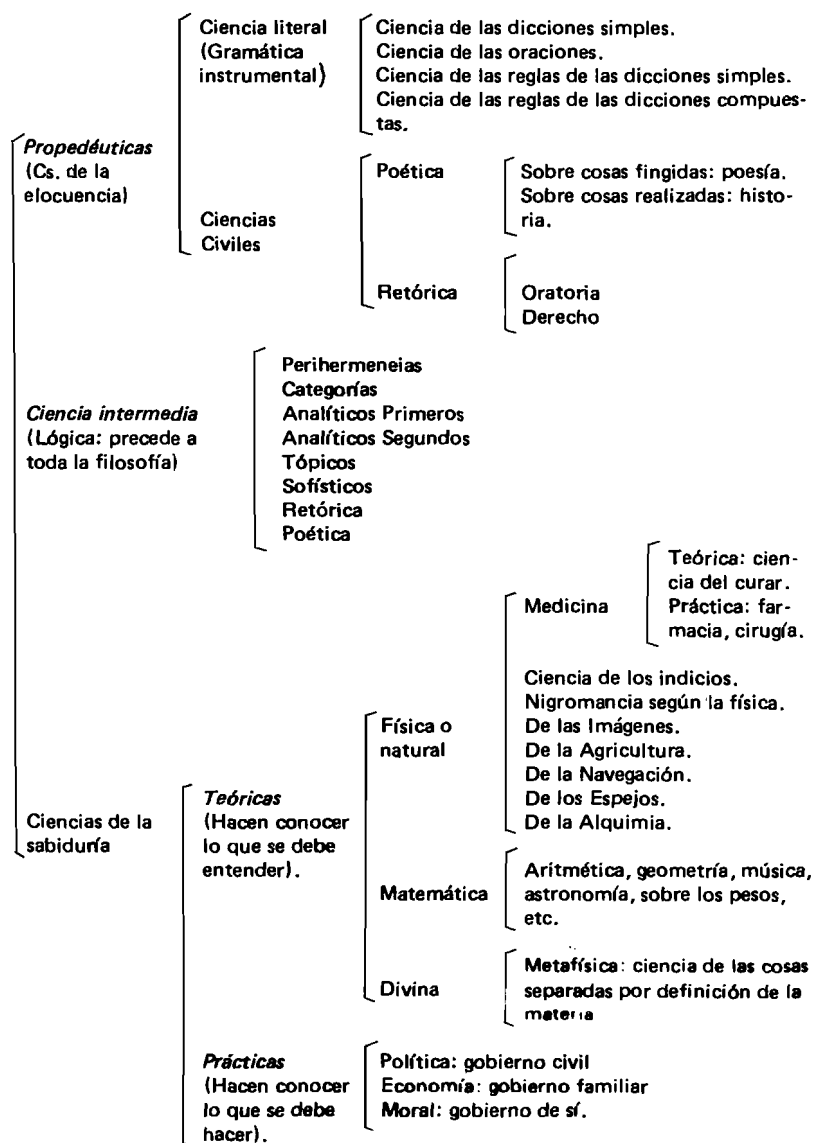 Propedéuticas
(Cs. de la
elocuencia)
Ciencia literal
(Gramática
instrumental)
Ciencia de las dicciones simples.
Ciencia de las oraciones.
Ciencia de las reglas de las dicciones simples.
Ciencia de las reglas de las dicciones compues-
tas.
Ciencias
Civiles
Poética
Sobre cosas fingidas: poesía.
Sobre cosas realizadas: histo-
ria.
Retórica
Oratoria
Derecho
Ciencia intermedia
(Lógica: precede a
toda la filosofía)
Perihermeneias
Categorías
Analíticos Primeros
Analíticos Segundos
Tópicos
Sofísticos
Retórica
Poética
Ciencias de la
sabiduría
Teóricas
(Hacen conocer
lo que se debe
entender).
Física o
natural
Medicina
Teórica: cien-
cia del curar.
Práctica: far-
macia, cirugía.
Ciencia de los indicios.
Nigromancia según la física.
De las Imágenes.
De la Agricultura.
De la Navegación.
De los Espejos.
De la Alquimia.
Matemática
Aritmética, geometría, música,
astronomía, sobre los pesos,
etc.
Divina
Metafísica: ciencia de las cosas
separadas por definición de la
materia
Prácticas
(Hacen conocer
lo que se debe
hacer).
Política: gobierno civil
Economía: gobierno familiar
Moral: gobierno de sí.